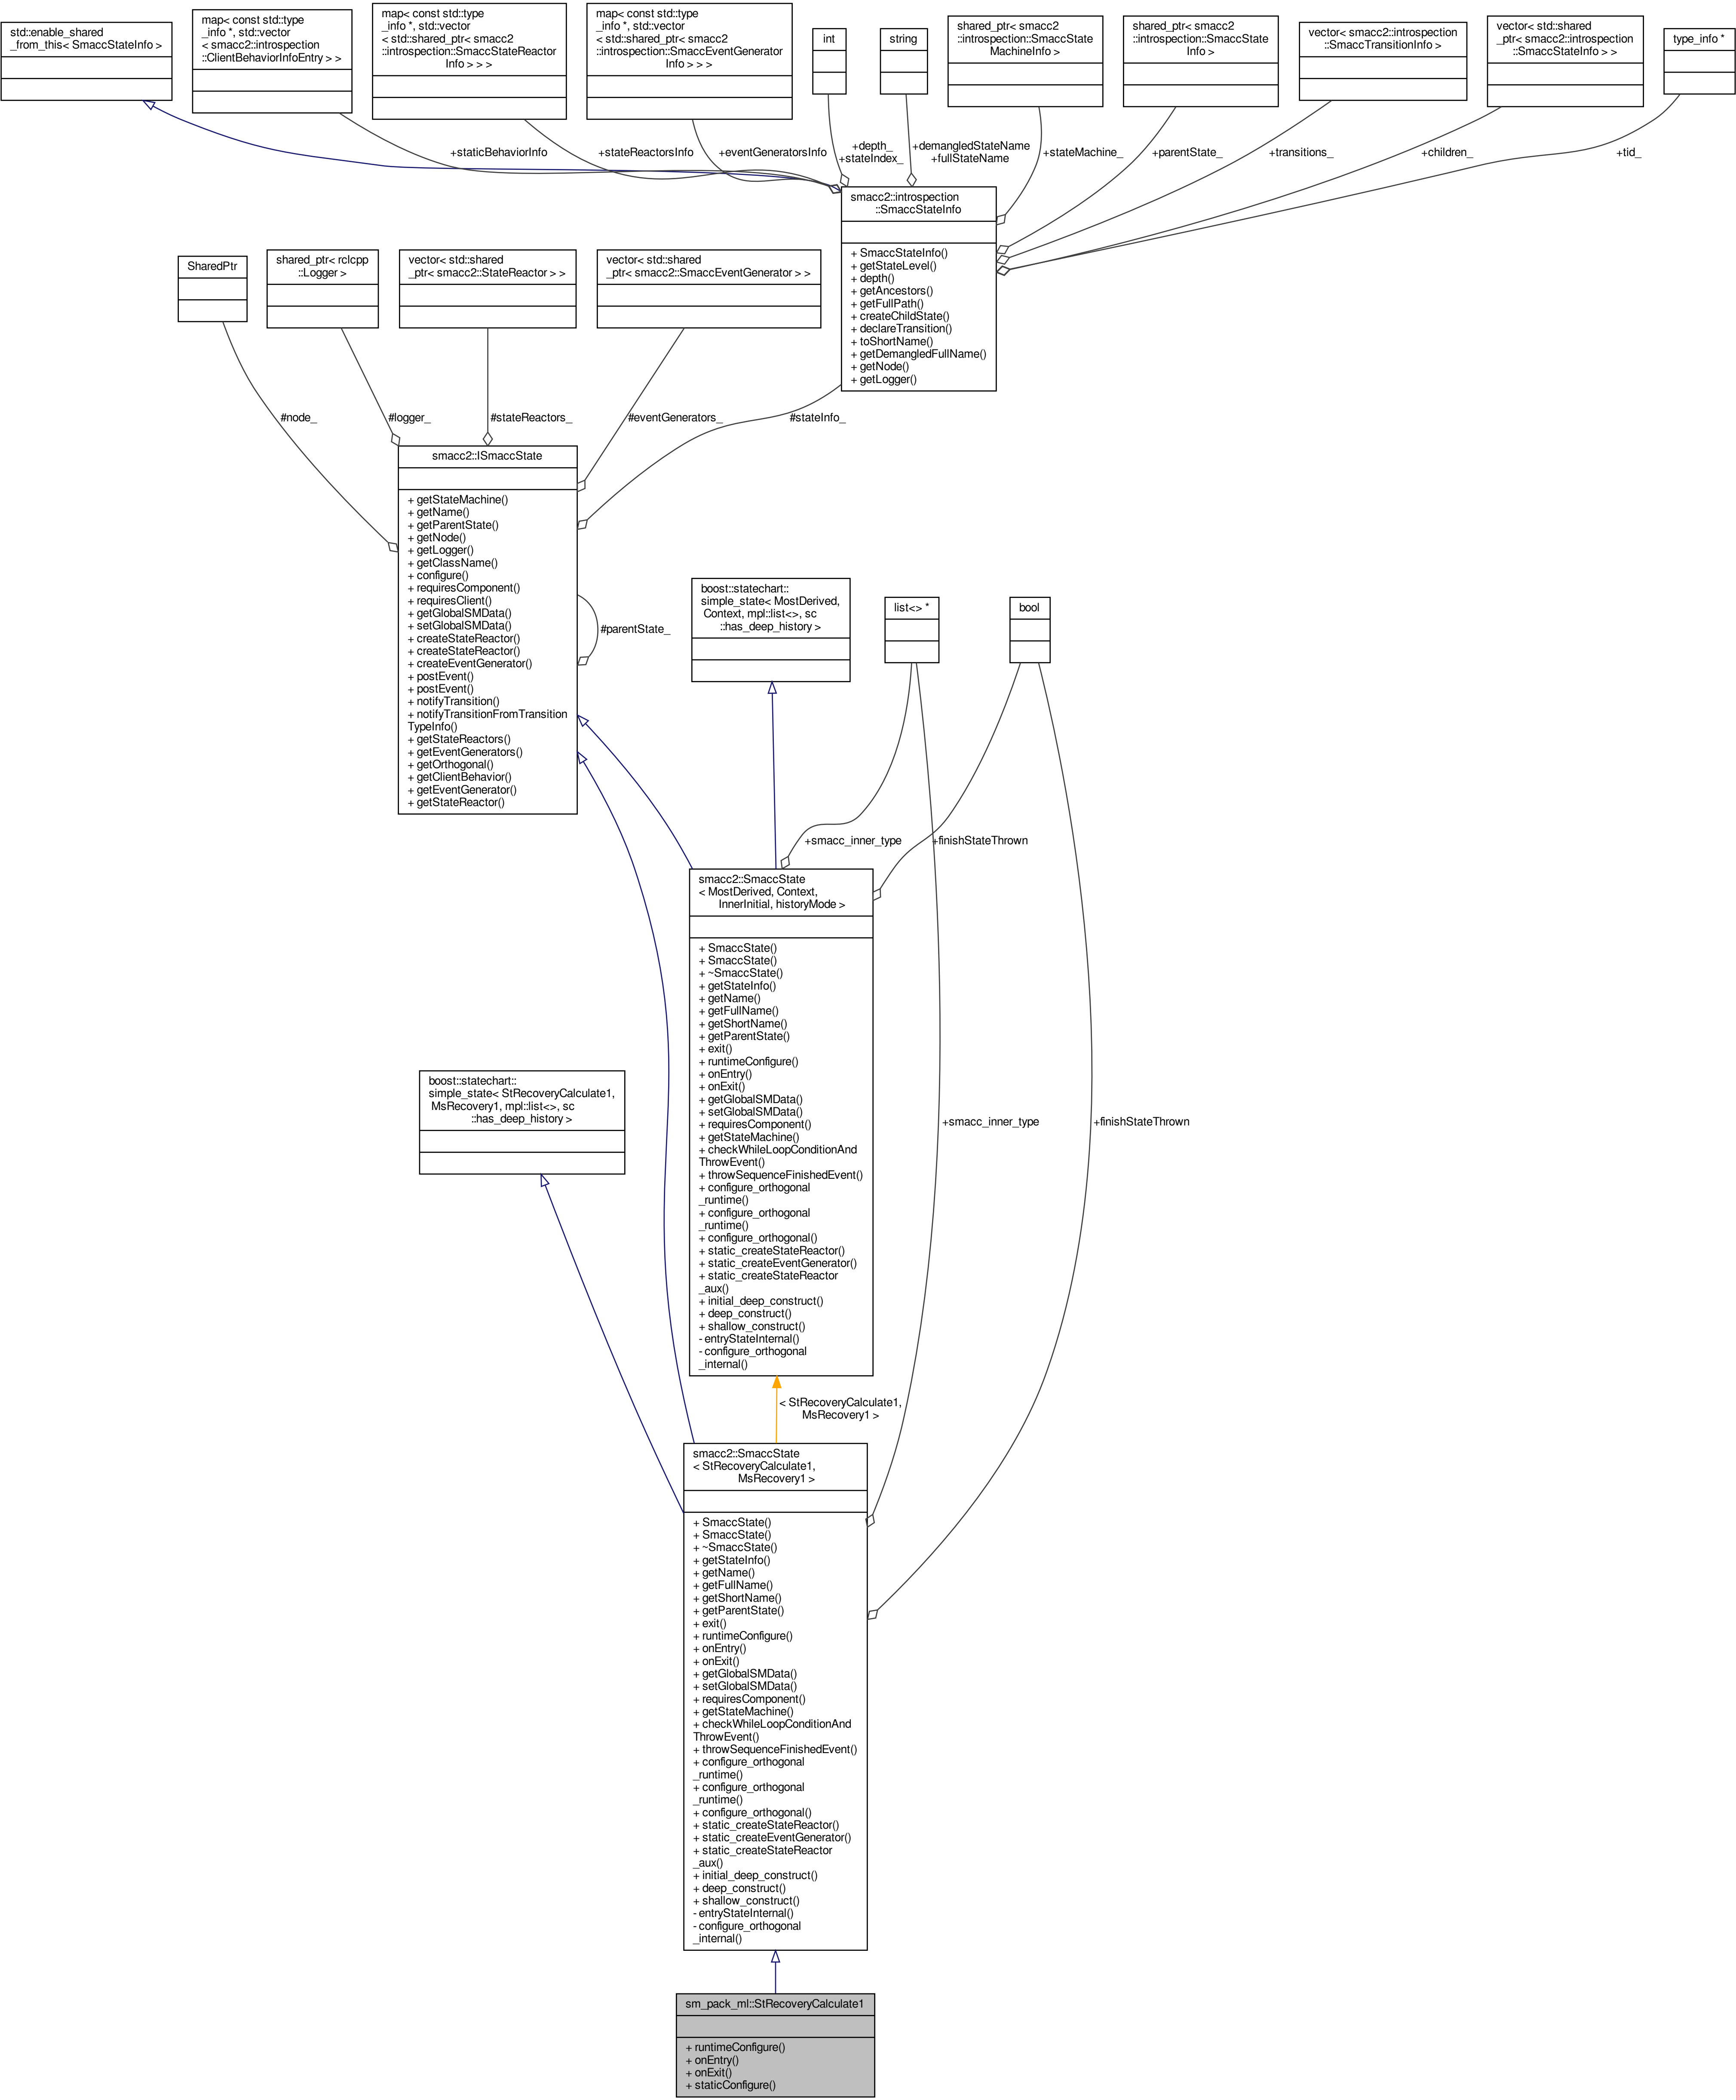 std::enable_shared
_from_this< SmaccStateInfo >
map< const std::type
_info *, std::vector
< smacc2::introspection
::ClientBehaviorInfoEntry > >
map< const std::type
_info *, std::vector
< std::shared_ptr< smacc2
::introspection::SmaccStateReactor
Info > > >
map< const std::type
_info *, std::vector
< std::shared_ptr< smacc2
::introspection::SmaccEventGenerator
Info > > >
int
string
shared_ptr< smacc2
::introspection::SmaccState
MachineInfo >
shared_ptr< smacc2
::introspection::SmaccState
Info >
vector< smacc2::introspection
::SmaccTransitionInfo >
vector< std::shared
_ptr< smacc2::introspection
::SmaccStateInfo > >
type_info *
+staticBehaviorInfo
+stateReactorsInfo
+eventGeneratorsInfo
+depth_
+stateIndex_
+demangledStateName
+fullStateName
+stateMachine_
+parentState_
+transitions_
+children_
+tid_
smacc2::introspection
::SmaccStateInfo
+ SmaccStateInfo()
+ getStateLevel()
+ depth()
+ getAncestors()
+ getFullPath()
+ createChildState()
+ declareTransition()
+ toShortName()
+ getDemangledFullName()
+ getNode()
+ getLogger()
SharedPtr
shared_ptr< rclcpp
::Logger >
vector< std::shared
_ptr< smacc2::StateReactor > >
vector< std::shared
_ptr< smacc2::SmaccEventGenerator > >
#node_
#logger_
#stateReactors_
#eventGenerators_
#stateInfo_
smacc2::ISmaccState
+ getStateMachine()
+ getName()
+ getParentState()
+ getNode()
+ getLogger()
+ getClassName()
+ configure()
+ requiresComponent()
+ requiresClient()
+ getGlobalSMData()
+ setGlobalSMData()
+ createStateReactor()
+ createStateReactor()
+ createEventGenerator()
+ postEvent()
+ postEvent()
+ notifyTransition()
+ notifyTransitionFromTransition
TypeInfo()
+ getStateReactors()
+ getEventGenerators()
+ getOrthogonal()
+ getClientBehavior()
+ getEventGenerator()
+ getStateReactor()
#parentState_
boost::statechart::
simple_state< MostDerived,
Context, mpl::list<>, sc
::has_deep_history >
list<> *
bool
+smacc_inner_type
+finishStateThrown
smacc2::SmaccState
< MostDerived, Context,
InnerInitial, historyMode >
+ SmaccState()
+ SmaccState()
+ ~SmaccState()
+ getStateInfo()
+ getName()
+ getFullName()
+ getShortName()
+ getParentState()
+ exit()
+ runtimeConfigure()
+ onEntry()
+ onExit()
+ getGlobalSMData()
+ setGlobalSMData()
+ requiresComponent()
+ getStateMachine()
+ checkWhileLoopConditionAnd
ThrowEvent()
+ throwSequenceFinishedEvent()
+ configure_orthogonal
_runtime()
+ configure_orthogonal
_runtime()
+ configure_orthogonal()
+ static_createStateReactor()
+ static_createEventGenerator()
+ static_createStateReactor
_aux()
+ initial_deep_construct()
+ deep_construct()
+ shallow_construct()
- entryStateInternal()
- configure_orthogonal
_internal()
boost::statechart::
simple_state< StRecoveryCalculate1,
MsRecovery1, mpl::list<>, sc
::has_deep_history >
+smacc_inner_type
+finishStateThrown
< StRecoveryCalculate1,
MsRecovery1 >
smacc2::SmaccState
< StRecoveryCalculate1,
MsRecovery1 >
+ SmaccState()
+ SmaccState()
+ ~SmaccState()
+ getStateInfo()
+ getName()
+ getFullName()
+ getShortName()
+ getParentState()
+ exit()
+ runtimeConfigure()
+ onEntry()
+ onExit()
+ getGlobalSMData()
+ setGlobalSMData()
+ requiresComponent()
+ getStateMachine()
+ checkWhileLoopConditionAnd
ThrowEvent()
+ throwSequenceFinishedEvent()
+ configure_orthogonal
_runtime()
+ configure_orthogonal
_runtime()
+ configure_orthogonal()
+ static_createStateReactor()
+ static_createEventGenerator()
+ static_createStateReactor
_aux()
+ initial_deep_construct()
+ deep_construct()
+ shallow_construct()
- entryStateInternal()
- configure_orthogonal
_internal()
sm_pack_ml::StRecoveryCalculate1
+ runtimeConfigure()
+ onEntry()
+ onExit()
+ staticConfigure()